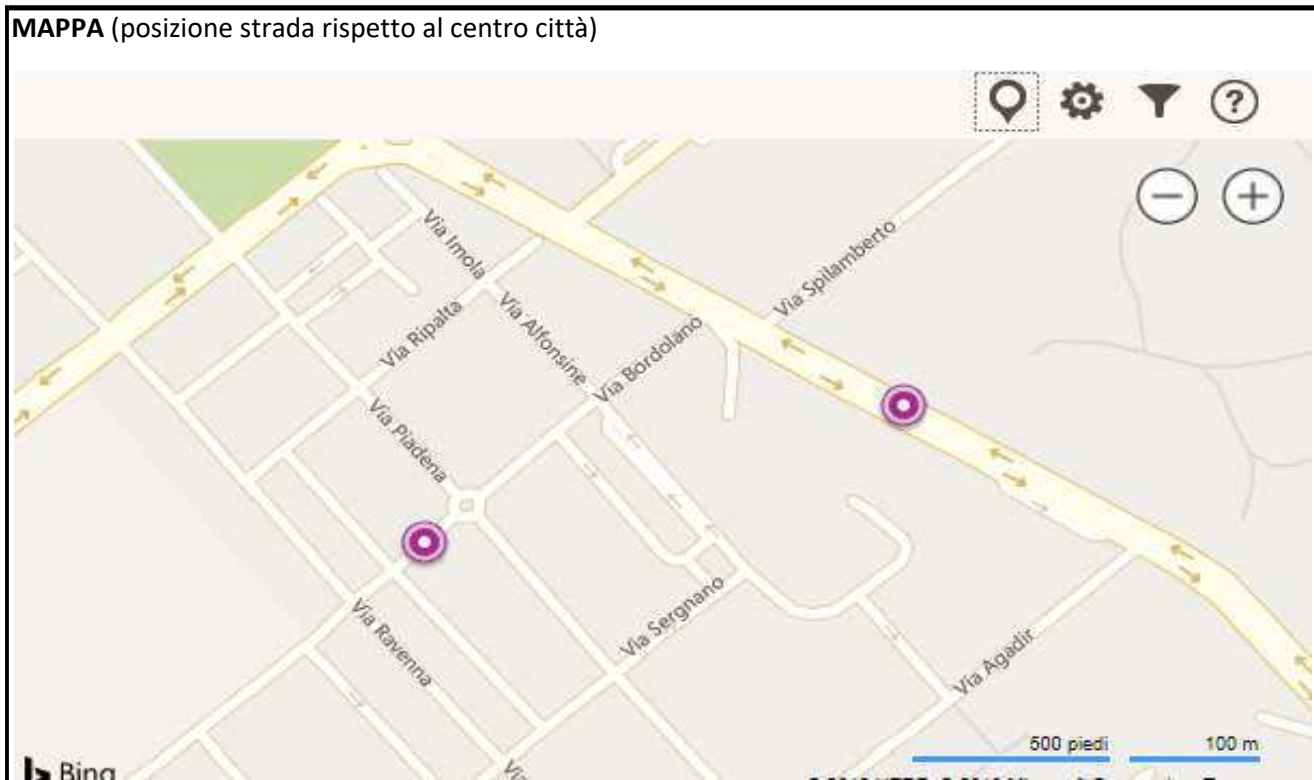 MAPPA (posizione strada rispetto al centro città)
?
Via Imola
Via Spilamberto
Via Ripalta
Via Alfonsine
Via Bordolano
Via Piadena
Via Sergnano
Via Ravenna
Via Agadir
500 piedi
100 m
Bing
Via